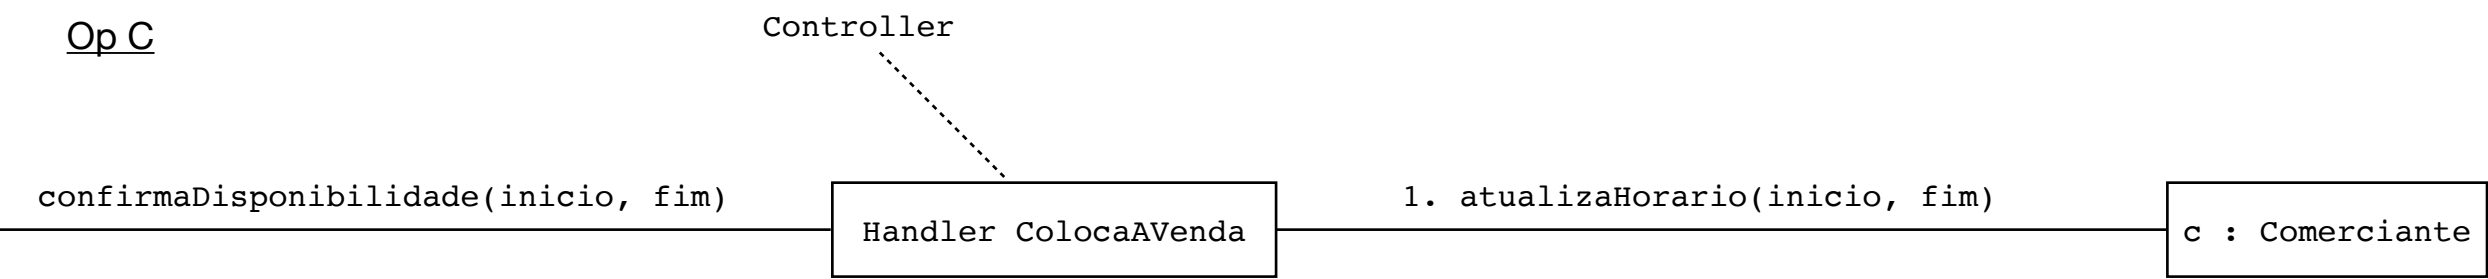 Op C
Controller
confirmaDisponibilidade(inicio, fim)
1. atualizaHorario(inicio, fim)
Handler ColocaAVenda
c : Comerciante